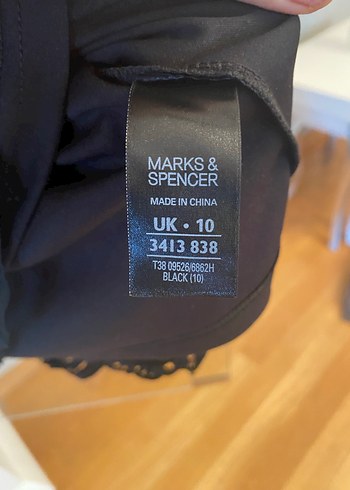 MARKS &
SPENCER
MADE IN CHINA
UK • 10
3413 838
T38 09526/6862H
BLACK (10)